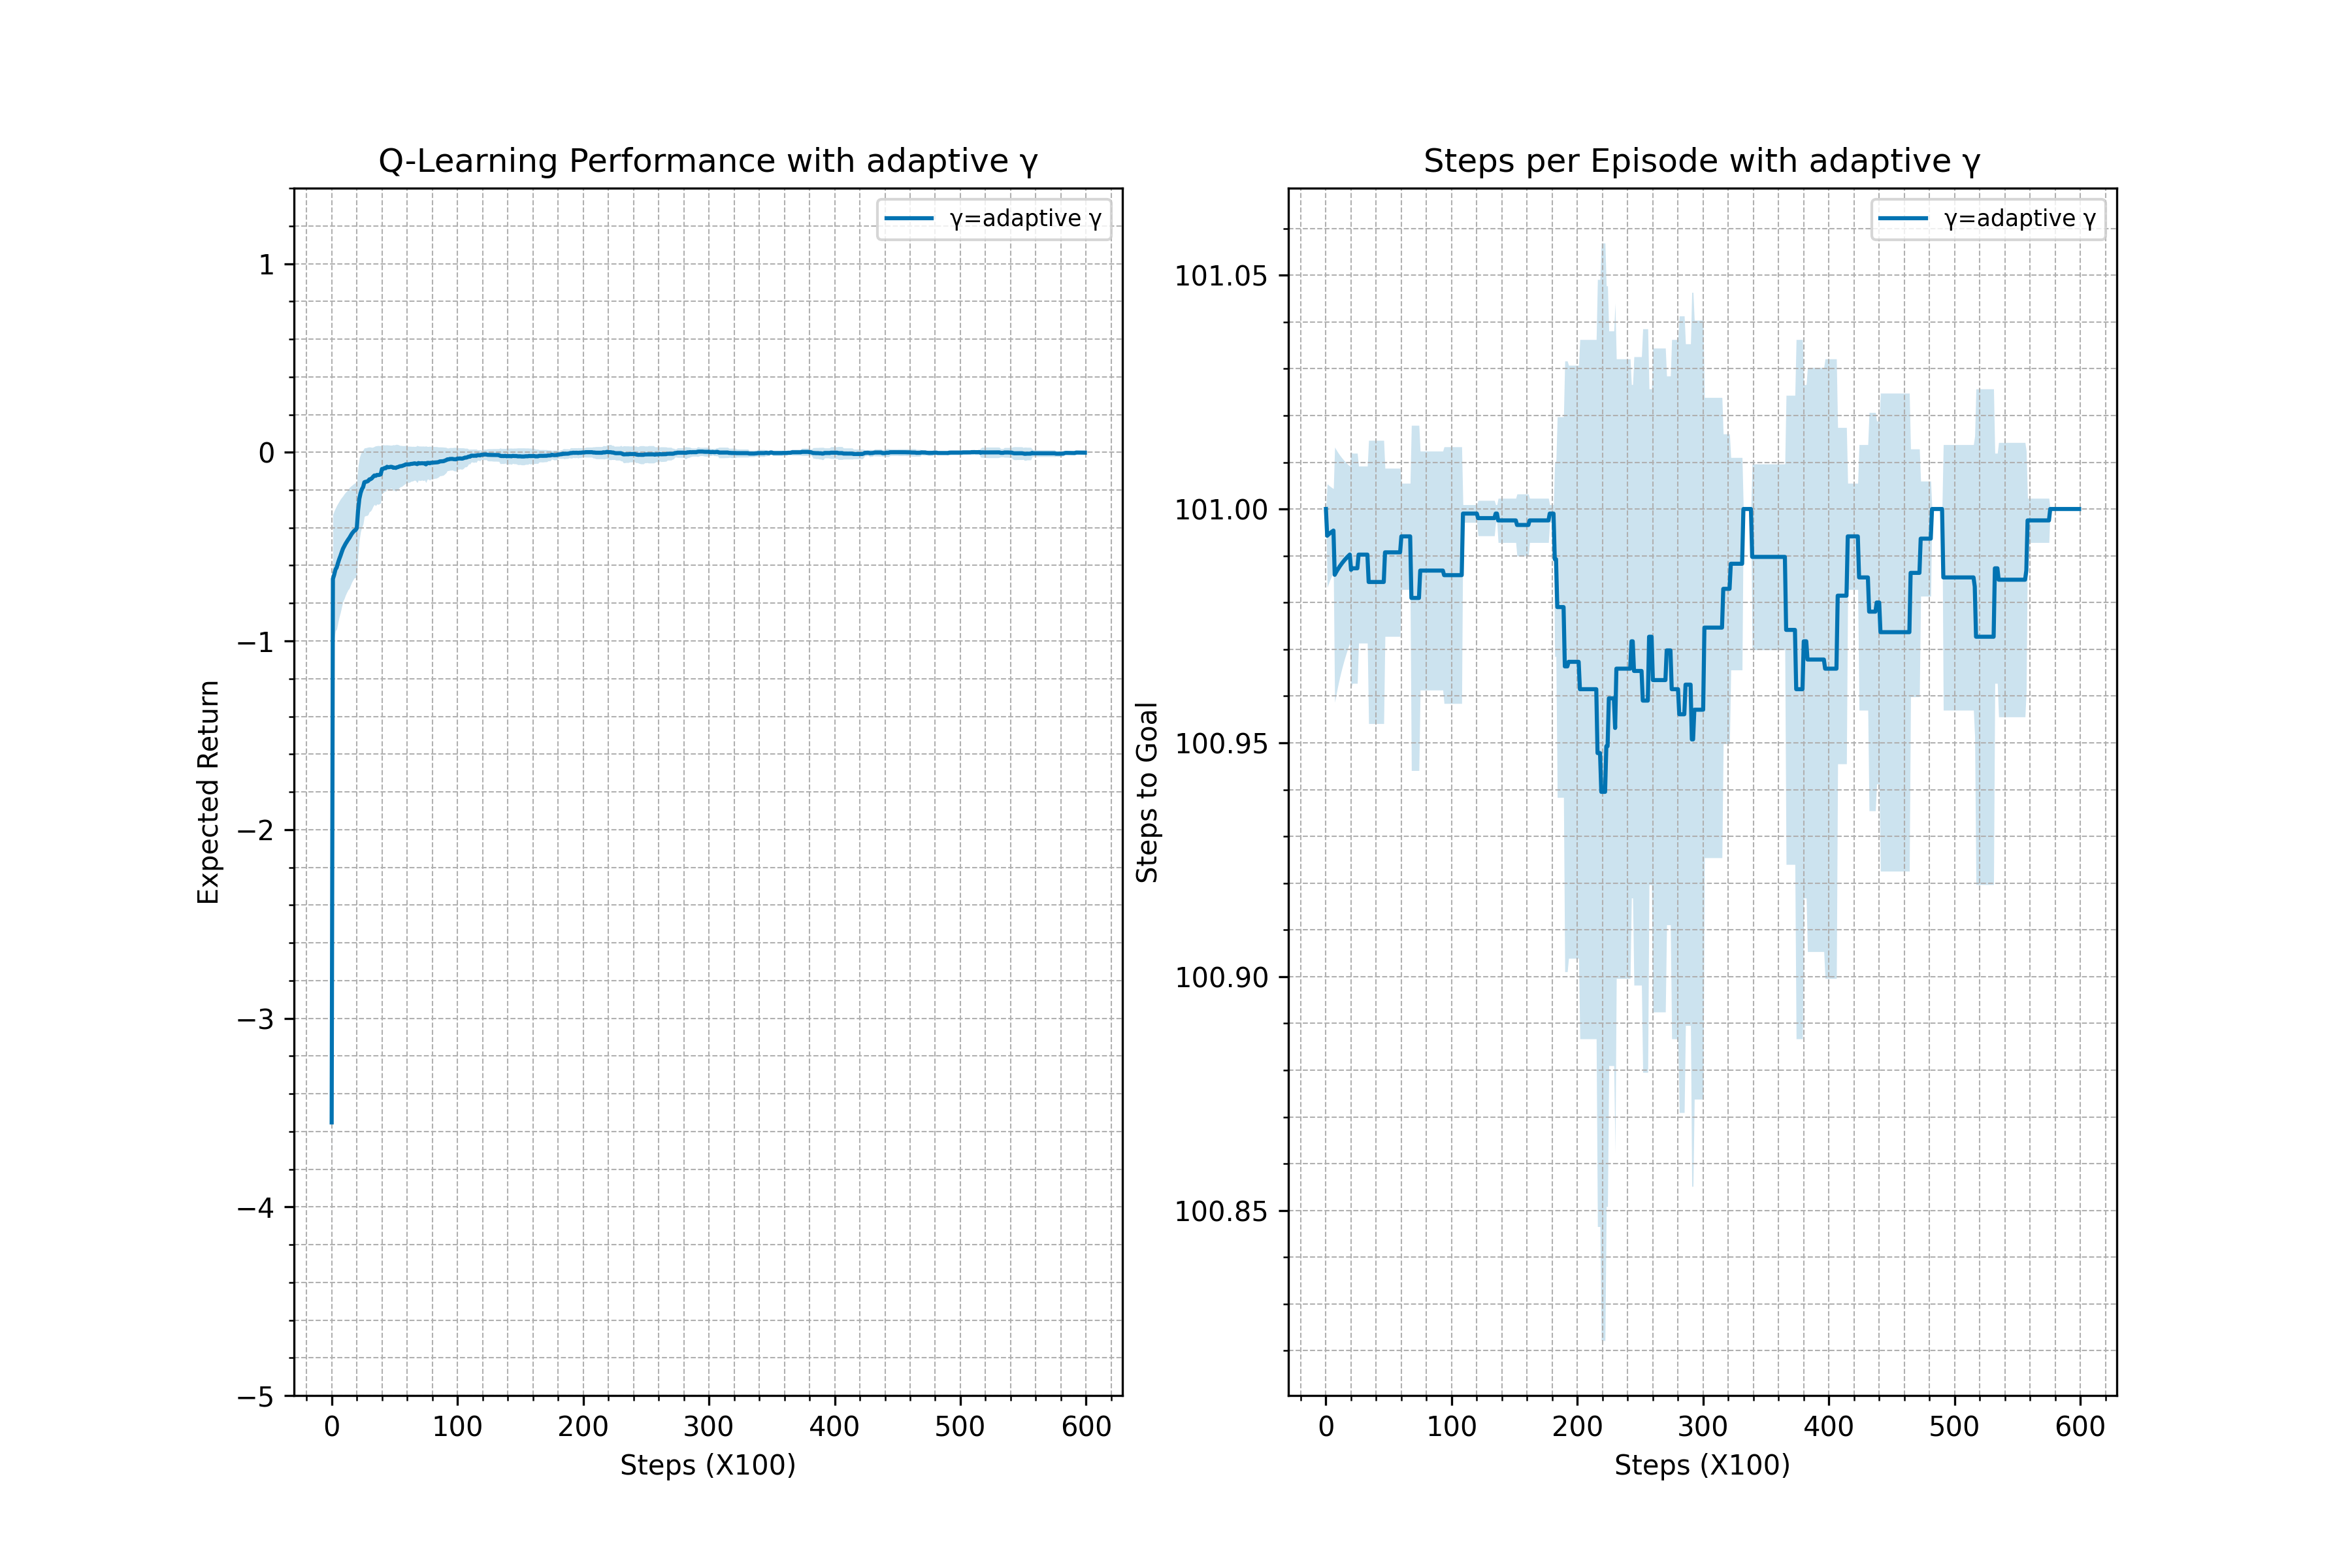 Q-Learning Performance with adaptive γ
γ=adaptive γ
1
0
−1
−2
−3
−4
−5
Expected Return
0 100 200 300 400 500 600
Steps (X100)
Steps per Episode with adaptive γ
γ=adaptive γ
101.05
101.00
100.95
100.90
100.85
Steps to Goal
0 100 200 300 400 500 600
Steps (X100)